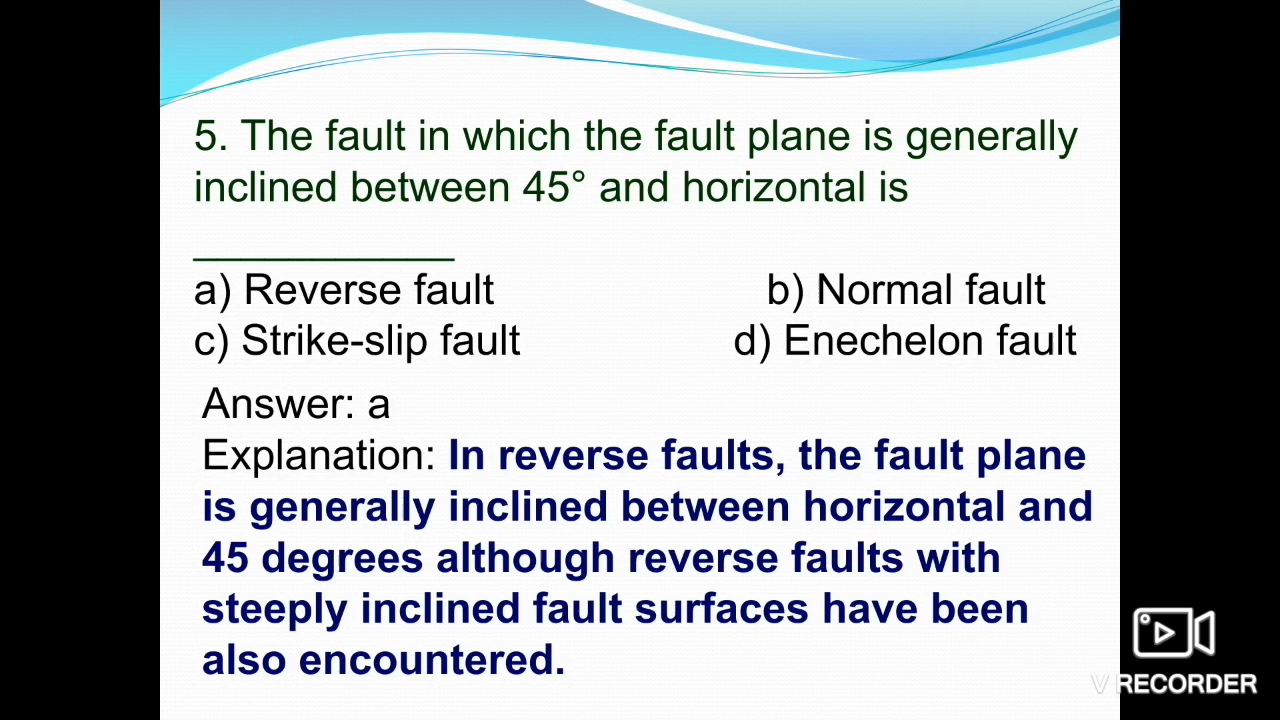 5. The fault in which the fault plane is generally
inclined between 45° and horizontal is
___________
a) Reverse fault b) Normal fault
c) Strike-slip fault d) Enechelon fault
Answer: a
Explanation: In reverse faults, the fault plane
is generally inclined between horizontal and
45 degrees although reverse faults with
steeply inclined fault surfaces have been
also encountered.
V RECORDER